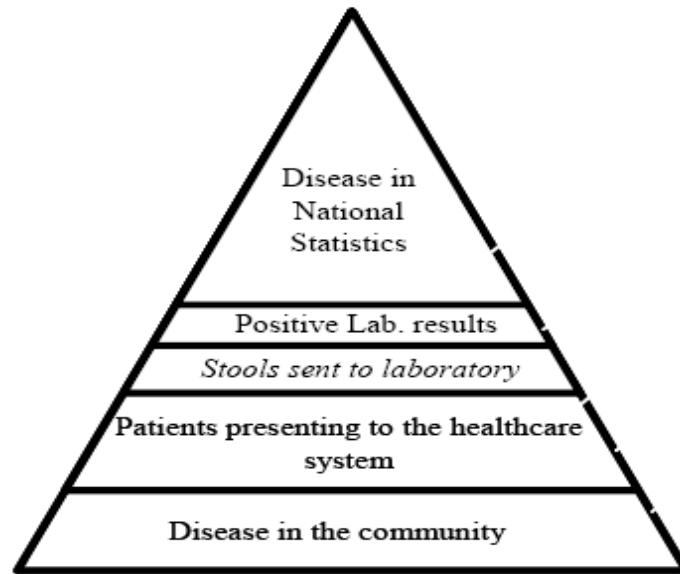 Disease in
National
Statistics
Positive Lab. results
Stools sent to laboratory
Patients presenting to the healthcare
system
Disease in the community